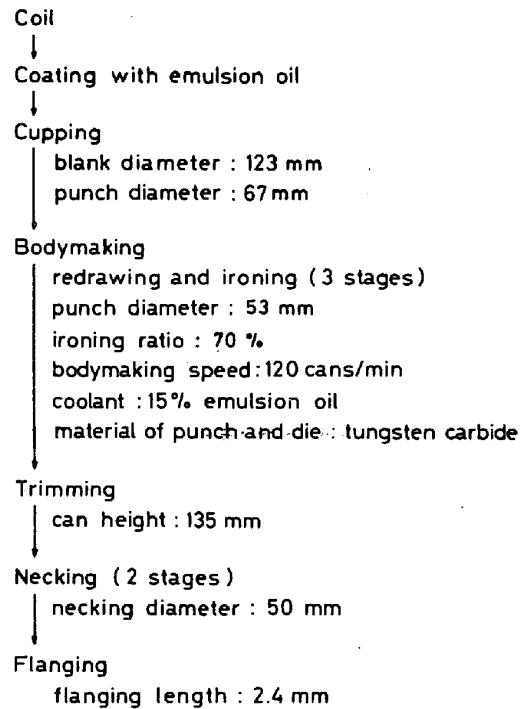 Coil
Coating with emulsion oil
Cupping
blank diameter : 123 mm
punch diameter : 67 mm
Bodymaking
redrawing and ironing ( 3 stages )
punch diameter : 53 mm
ironing ratio : 70 %
bodymaking speed : 120 cans/min
coolant : 15% emulsion oil
material of punch and die : tungsten carbide
Trimming
can height : 135 mm
Necking ( 2 stages )
necking diameter : 50 mm
Flanging
flanging length : 2.4 mm